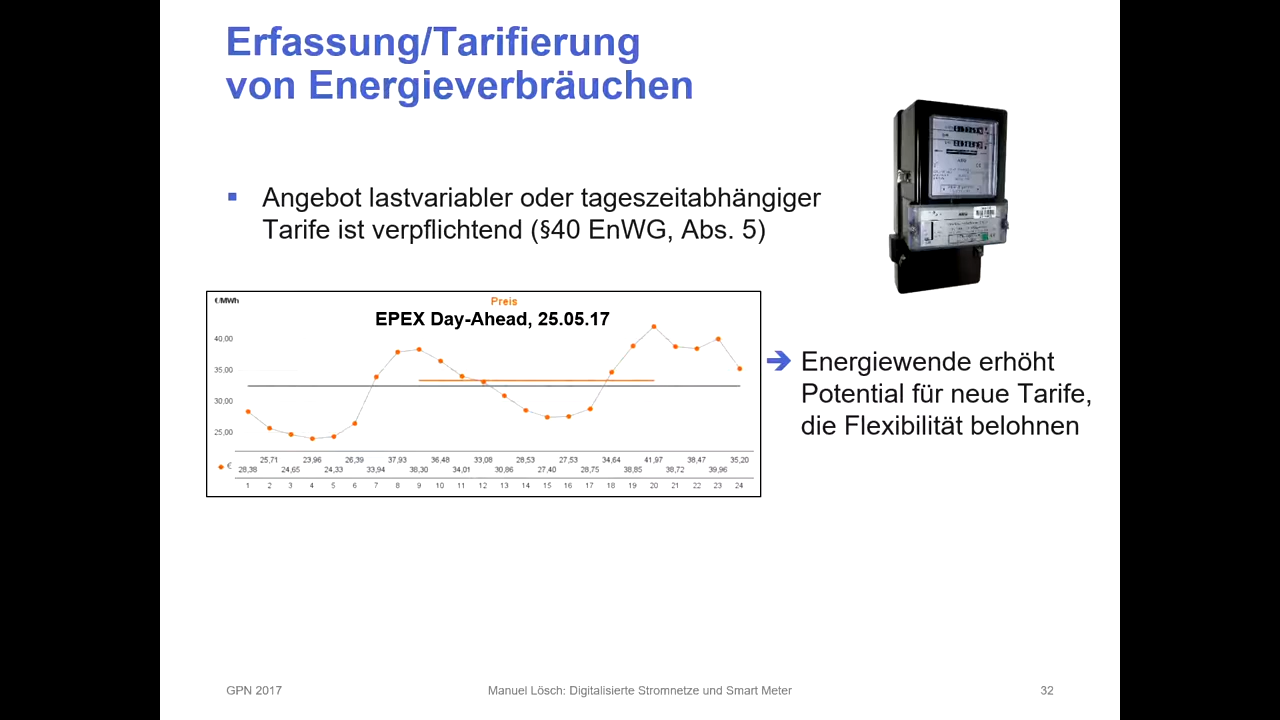 Erfassung/Tarifierung
von Energieverbräuchen
▪ Angebot lastvariabler oder tageszeitabhängiger
Tarife ist verpflichtend (§40 EnWG, Abs. 5)
€/MWh
Preis
EPEX Day-Ahead, 25.05.17
40,00
35,00
30,00
25,00
25,71 23,96 26,39 37,93 36,48 33,08 28,53 27,53 34,64 41,97 38,47 35,20
€
28,38 24,65 24,33 33,94 38,30 34,01 30,86 27,40 28,75 38,85 38,72 39,96
1 2 3 4 5 6 7 8 9 10 11 12 13 14 15 16 17 18 19 20 21 22 23 24
➔ Energiewende erhöht
Potential für neue Tarife,
die Flexibilität belohnen
GPN 2017
Manuel Lösch: Digitalisierte Stromnetze und Smart Meter
32